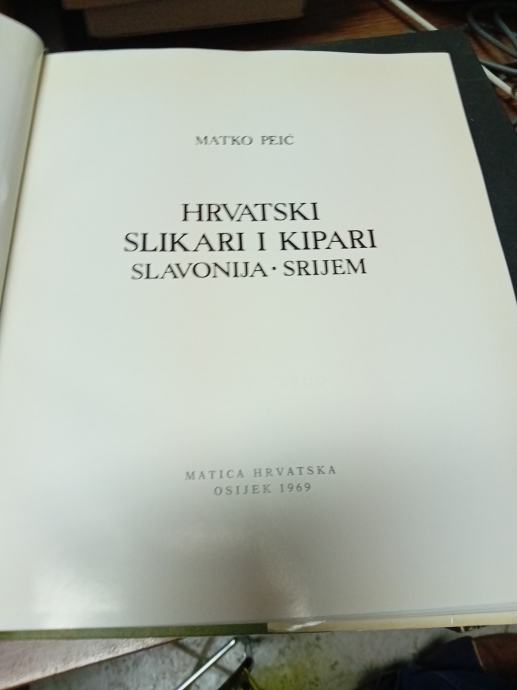 MATKO PEIĆ
HRVATSKI
SLIKARI I KIPARI
SLAVONIJA · SRIJEM
MATICA HRVATSKA
OSIJEK 1969